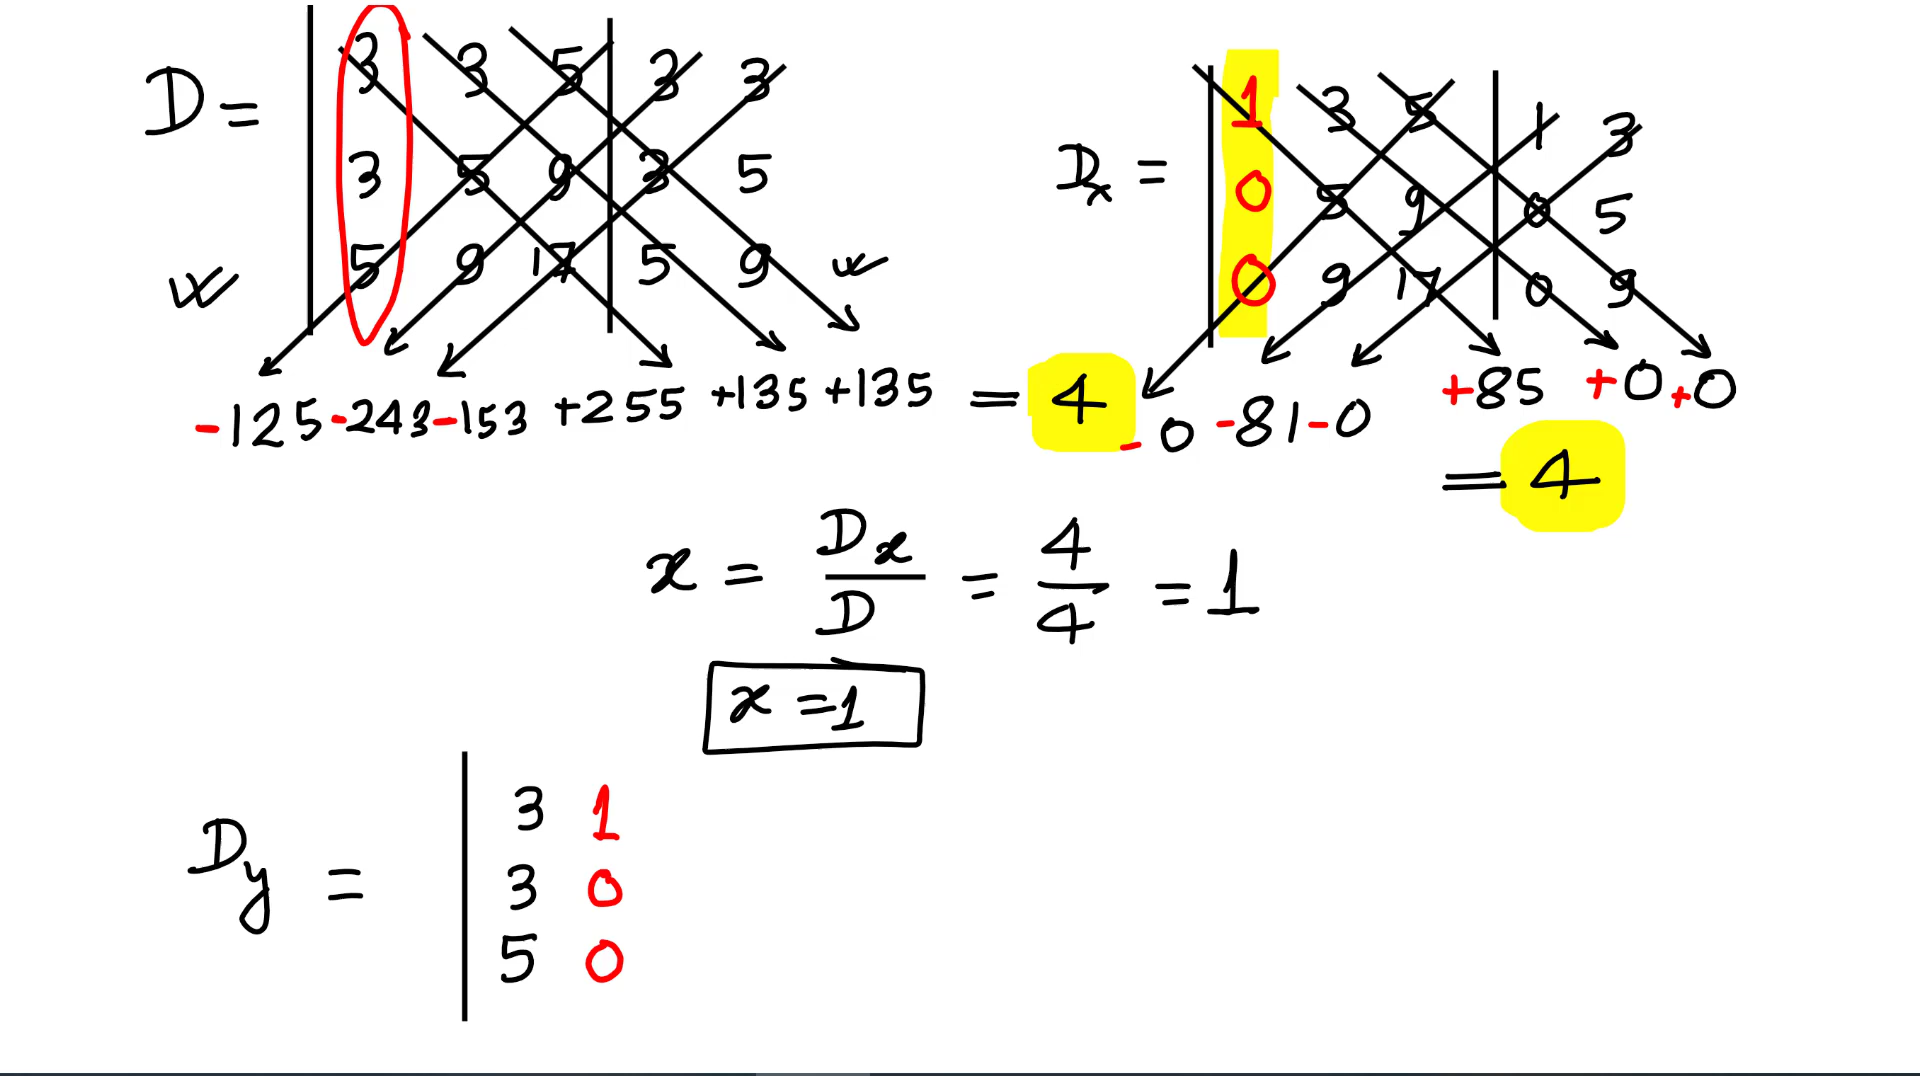 D = | 3 3 5 | 3 3
3 5 9 | 3 5
5 9 17 | 5 9
-125 -243 -153 +255 +135 +135 = 4
Dx = | 1 3 5 | 1 3
0 5 9 | 0 5
0 9 17 | 0 9
-0 -81 -0 +85 +0 +0
= 4
x = Dx/D = 4/4 = 1
x = 1
Dy = | 3 1
3 0
5 0